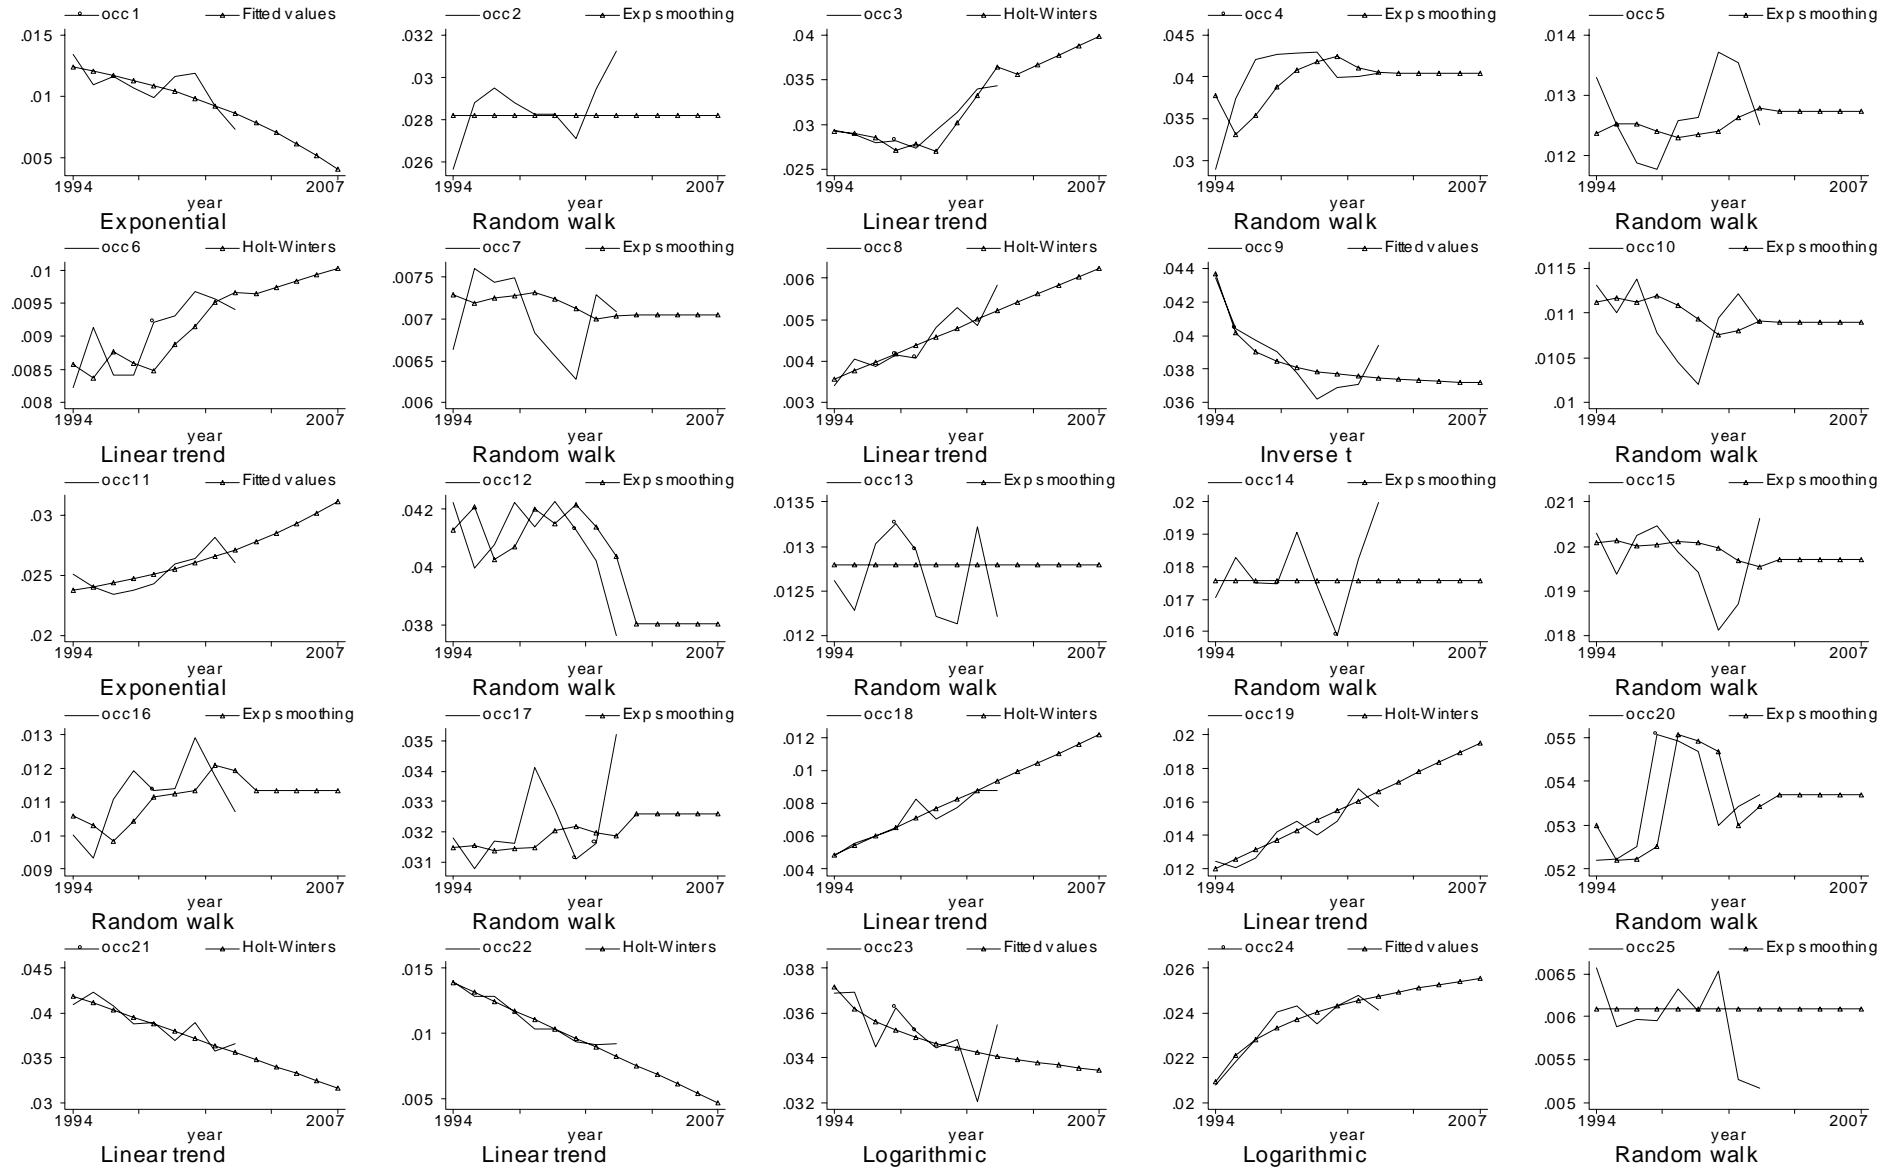 occ1 Fitted values
.015
.01
.005
1994 2007
year
Exponential
occ2 Exp smoothing
.032
.03
.028
.026
1994 2007
year
Random walk
occ3 Holt-Winters
.04
.035
.03
.025
1994 2007
year
Linear trend
occ4 Exp smoothing
.045
.04
.035
.03
1994 2007
year
Random walk
occ5 Exp smoothing
.014
.013
.012
1994 2007
year
Random walk
occ6 Holt-Winters
.01
.0095
.009
.0085
.008
1994 2007
year
Linear trend
occ7 Exp smoothing
.0075
.007
.0065
.006
1994 2007
year
Random walk
occ8 Holt-Winters
.006
.005
.004
.003
1994 2007
year
Linear trend
occ9 Fitted values
.044
.042
.04
.038
.036
1994 2007
year
Inverse t
occ10 Exp smoothing
.0115
.011
.0105
.01
1994 2007
year
Random walk
occ11 Fitted values
.03
.025
.02
1994 2007
year
Exponential
occ12 Exp smoothing
.042
.04
.038
1994 2007
year
Random walk
occ13 Exp smoothing
.0135
.013
.0125
.012
1994 2007
year
Random walk
occ14 Exp smoothing
.02
.019
.018
.017
.016
1994 2007
year
Random walk
occ15 Exp smoothing
.021
.02
.019
.018
1994 2007
year
Random walk
occ16 Exp smoothing
.013
.012
.011
.01
.009
1994 2007
year
Random walk
occ17 Exp smoothing
.035
.034
.033
.032
.031
1994 2007
year
Random walk
occ18 Holt-Winters
.012
.01
.008
.006
.004
1994 2007
year
Linear trend
occ19 Holt-Winters
.02
.018
.016
.014
.012
1994 2007
year
Linear trend
occ20 Exp smoothing
.055
.054
.053
.052
1994 2007
year
Random walk
occ21 Holt-Winters
.045
.04
.035
.03
1994 2007
year
Linear trend
occ22 Holt-Winters
.015
.01
.005
1994 2007
year
Linear trend
occ23 Fitted values
.038
.036
.034
.032
1994 2007
year
Logarithmic
occ24 Fitted values
.026
.024
.022
.02
1994 2007
year
Logarithmic
occ25 Exp smoothing
.0065
.006
.0055
.005
1994 2007
year
Random walk